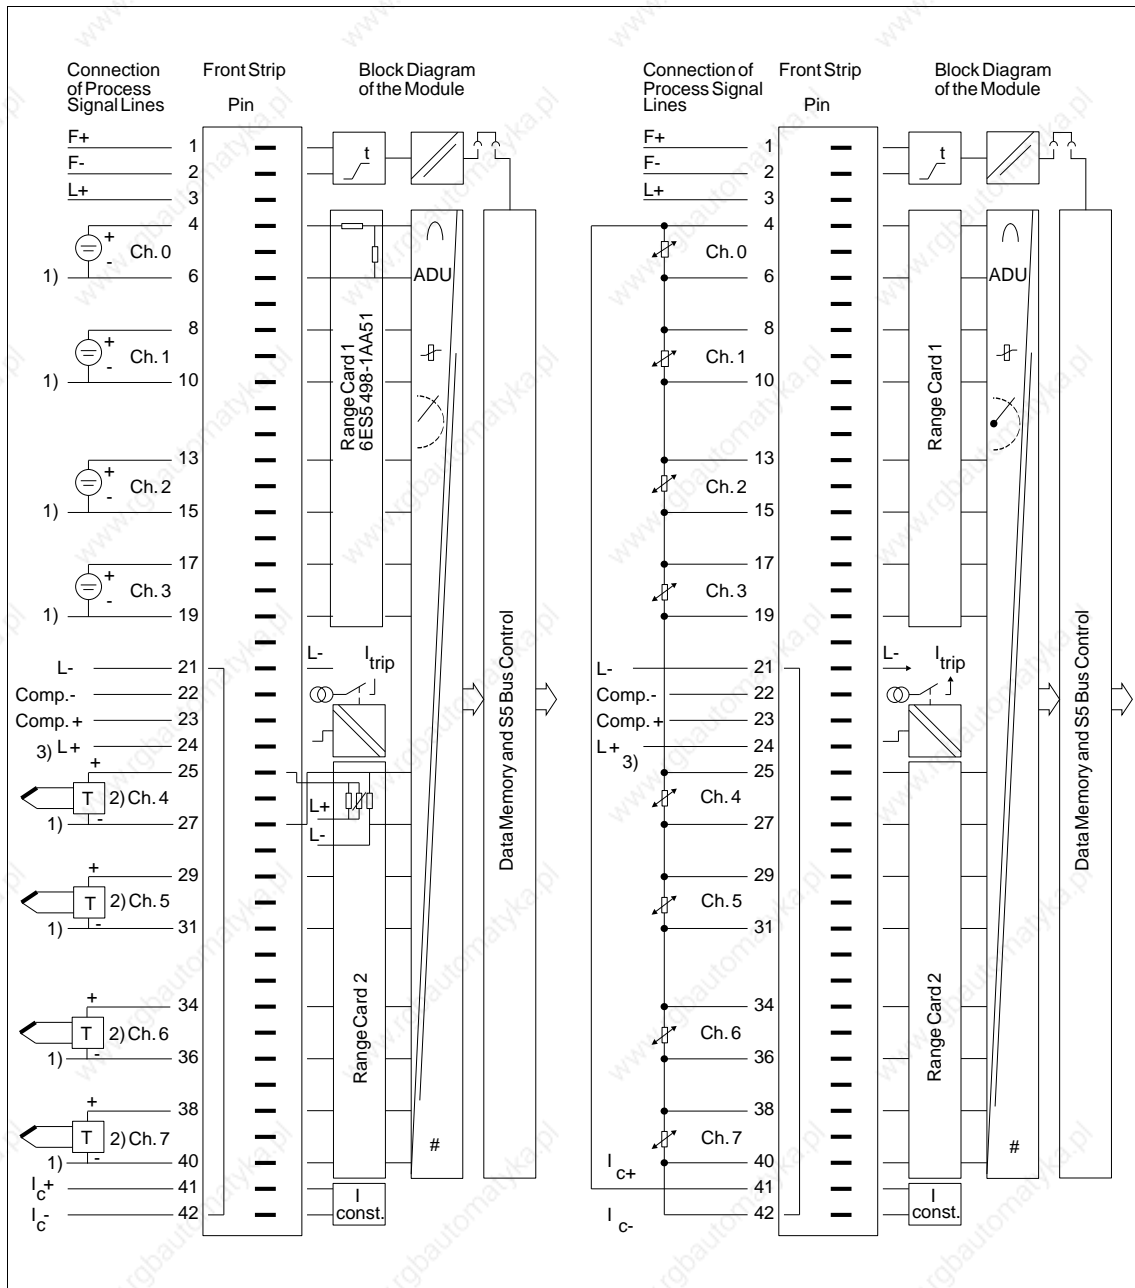 Connection
of Process
Signal Lines
Front Strip
Pin
Block Diagram
of the Module
F+
1
F-
2
L+
3
t
4
+
-
Ch. 0
1)
6
8
+
-
Ch. 1
1)
10
13
+
-
Ch. 2
1)
15
17
+
-
Ch. 3
1)
19
Range Card 1
6ES5 498-1AA51
ADU
L-
21
Comp.-
22
Comp. +
23
3) L +
24
L-
I trip
25
+
T
2) Ch. 4
1)
-
27
L+
L-
29
+
T
2) Ch. 5
1)
-
31
34
+
T
2) Ch. 6
1)
-
36
38
+
T
2) Ch. 7
1)
-
40
I c+
41
I c-
42
Range Card 2
#
I
const.
Data Memory and S5 Bus Control
Connection of
Process Signal
Lines
Front Strip
Pin
Block Diagram
of the Module
F+
1
F-
2
L+
3
t
4
Ch. 0
6
8
Ch. 1
10
13
Ch. 2
15
17
Ch. 3
19
Range Card 1
ADU
L-
21
Comp.-
22
Comp. +
23
L +
24
3)
L-
I trip
25
Ch. 4
27
29
Ch. 5
31
34
Ch. 6
36
38
Ch. 7
40
I c+
41
I c-
42
Range Card 2
#
I
const.
Data Memory and S5 Bus Control
www.rgbautomatyka.pl